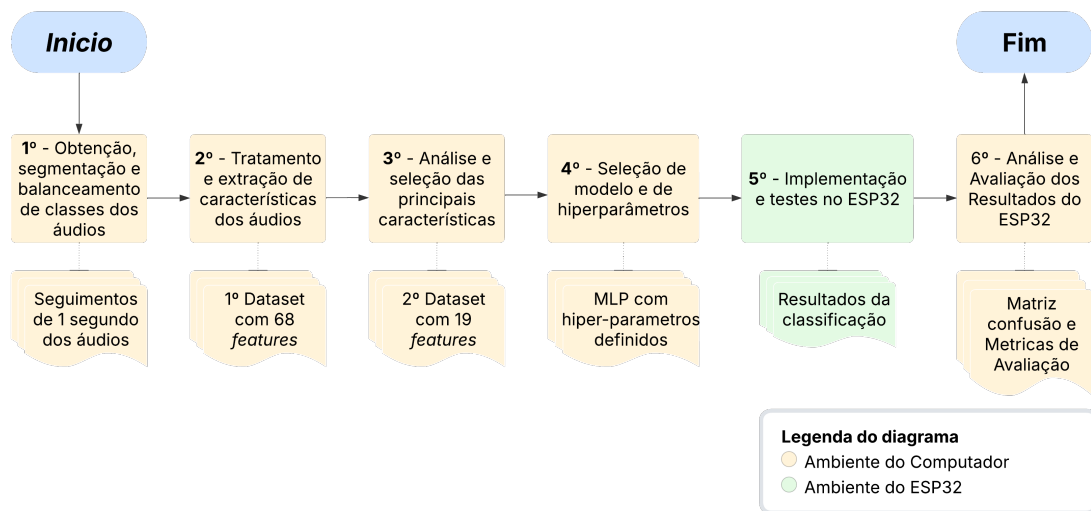 Inicio
Fim
1º - Obtenção,
segmentação e
balanceamento
de classes dos
áudios
2º - Tratamento
e extração de
características
dos áudios
3º - Análise e
seleção das
principais
características
4º - Seleção de
modelo e de
hiperparâmetros
5º - Implementação
e testes no ESP32
6º - Análise e
Avaliação dos
Resultados do
ESP32
Seguimentos
de 1 segundo
dos áudios
1º Dataset
com 68
features
2º Dataset
com 19
features
MLP com
hiper-parametros
definidos
Resultados da
classificação
Matriz
confusão e
Metricas de
Avaliação
Legenda do diagrama
Ambiente do Computador
Ambiente do ESP32